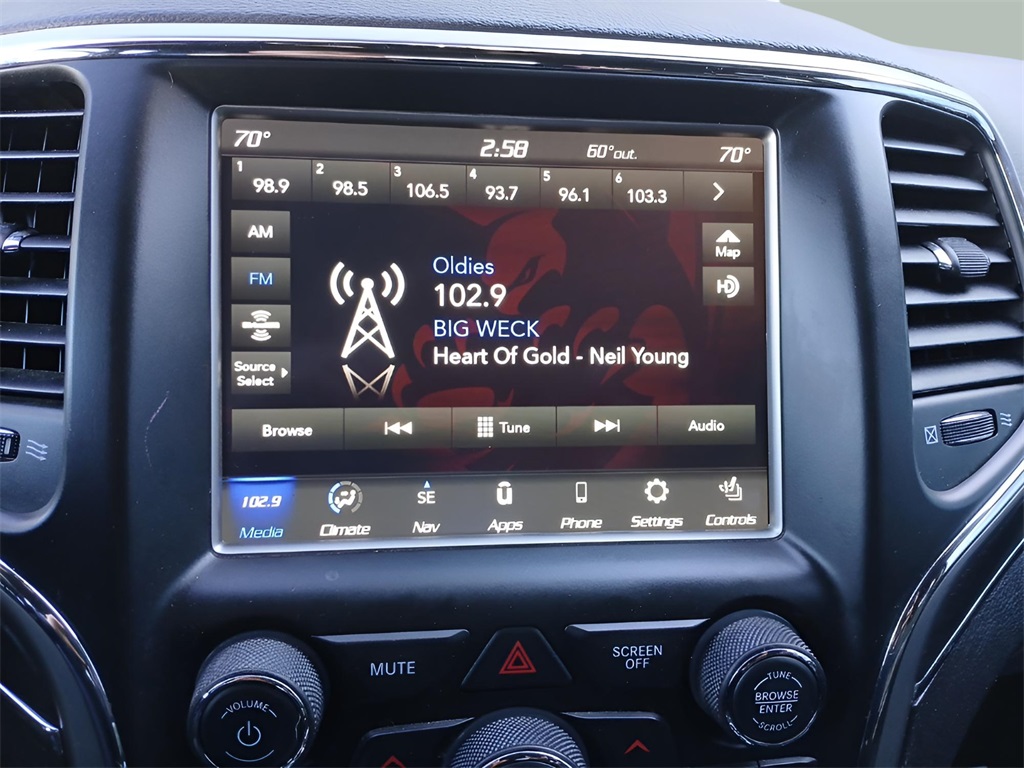 70° 2:58 60°out. 70°
1 98.9 2 98.5 3 106.5 4 93.7 5 96.1 6 103.3
AM
Map
FM
HD
Oldies
102.9
BIG WECK
Heart Of Gold - Neil Young
Source
Select
Browse Tune Audio
102.9 SE
Media Climate Nav Apps Phone Settings Controls
MUTE
SCREEN
OFF
VOLUME
TUNE
BROWSE
ENTER
SCROLL